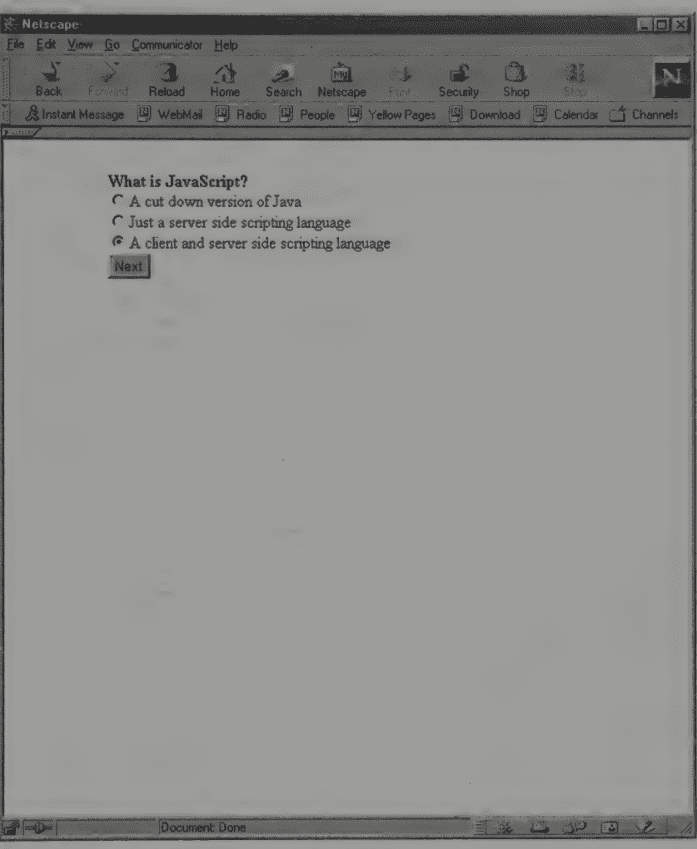 Netscape
File Edit View Go Communicator Help
Back Forward Reload Home Search Netscape Print Security Shop Stop
Instant Message WebMail Radio People Yellow Pages Download Calendar Channels
What is JavaScript?
A cut down version of Java
Just a server side scripting language
A client and server side scripting language
Next
Document: Done